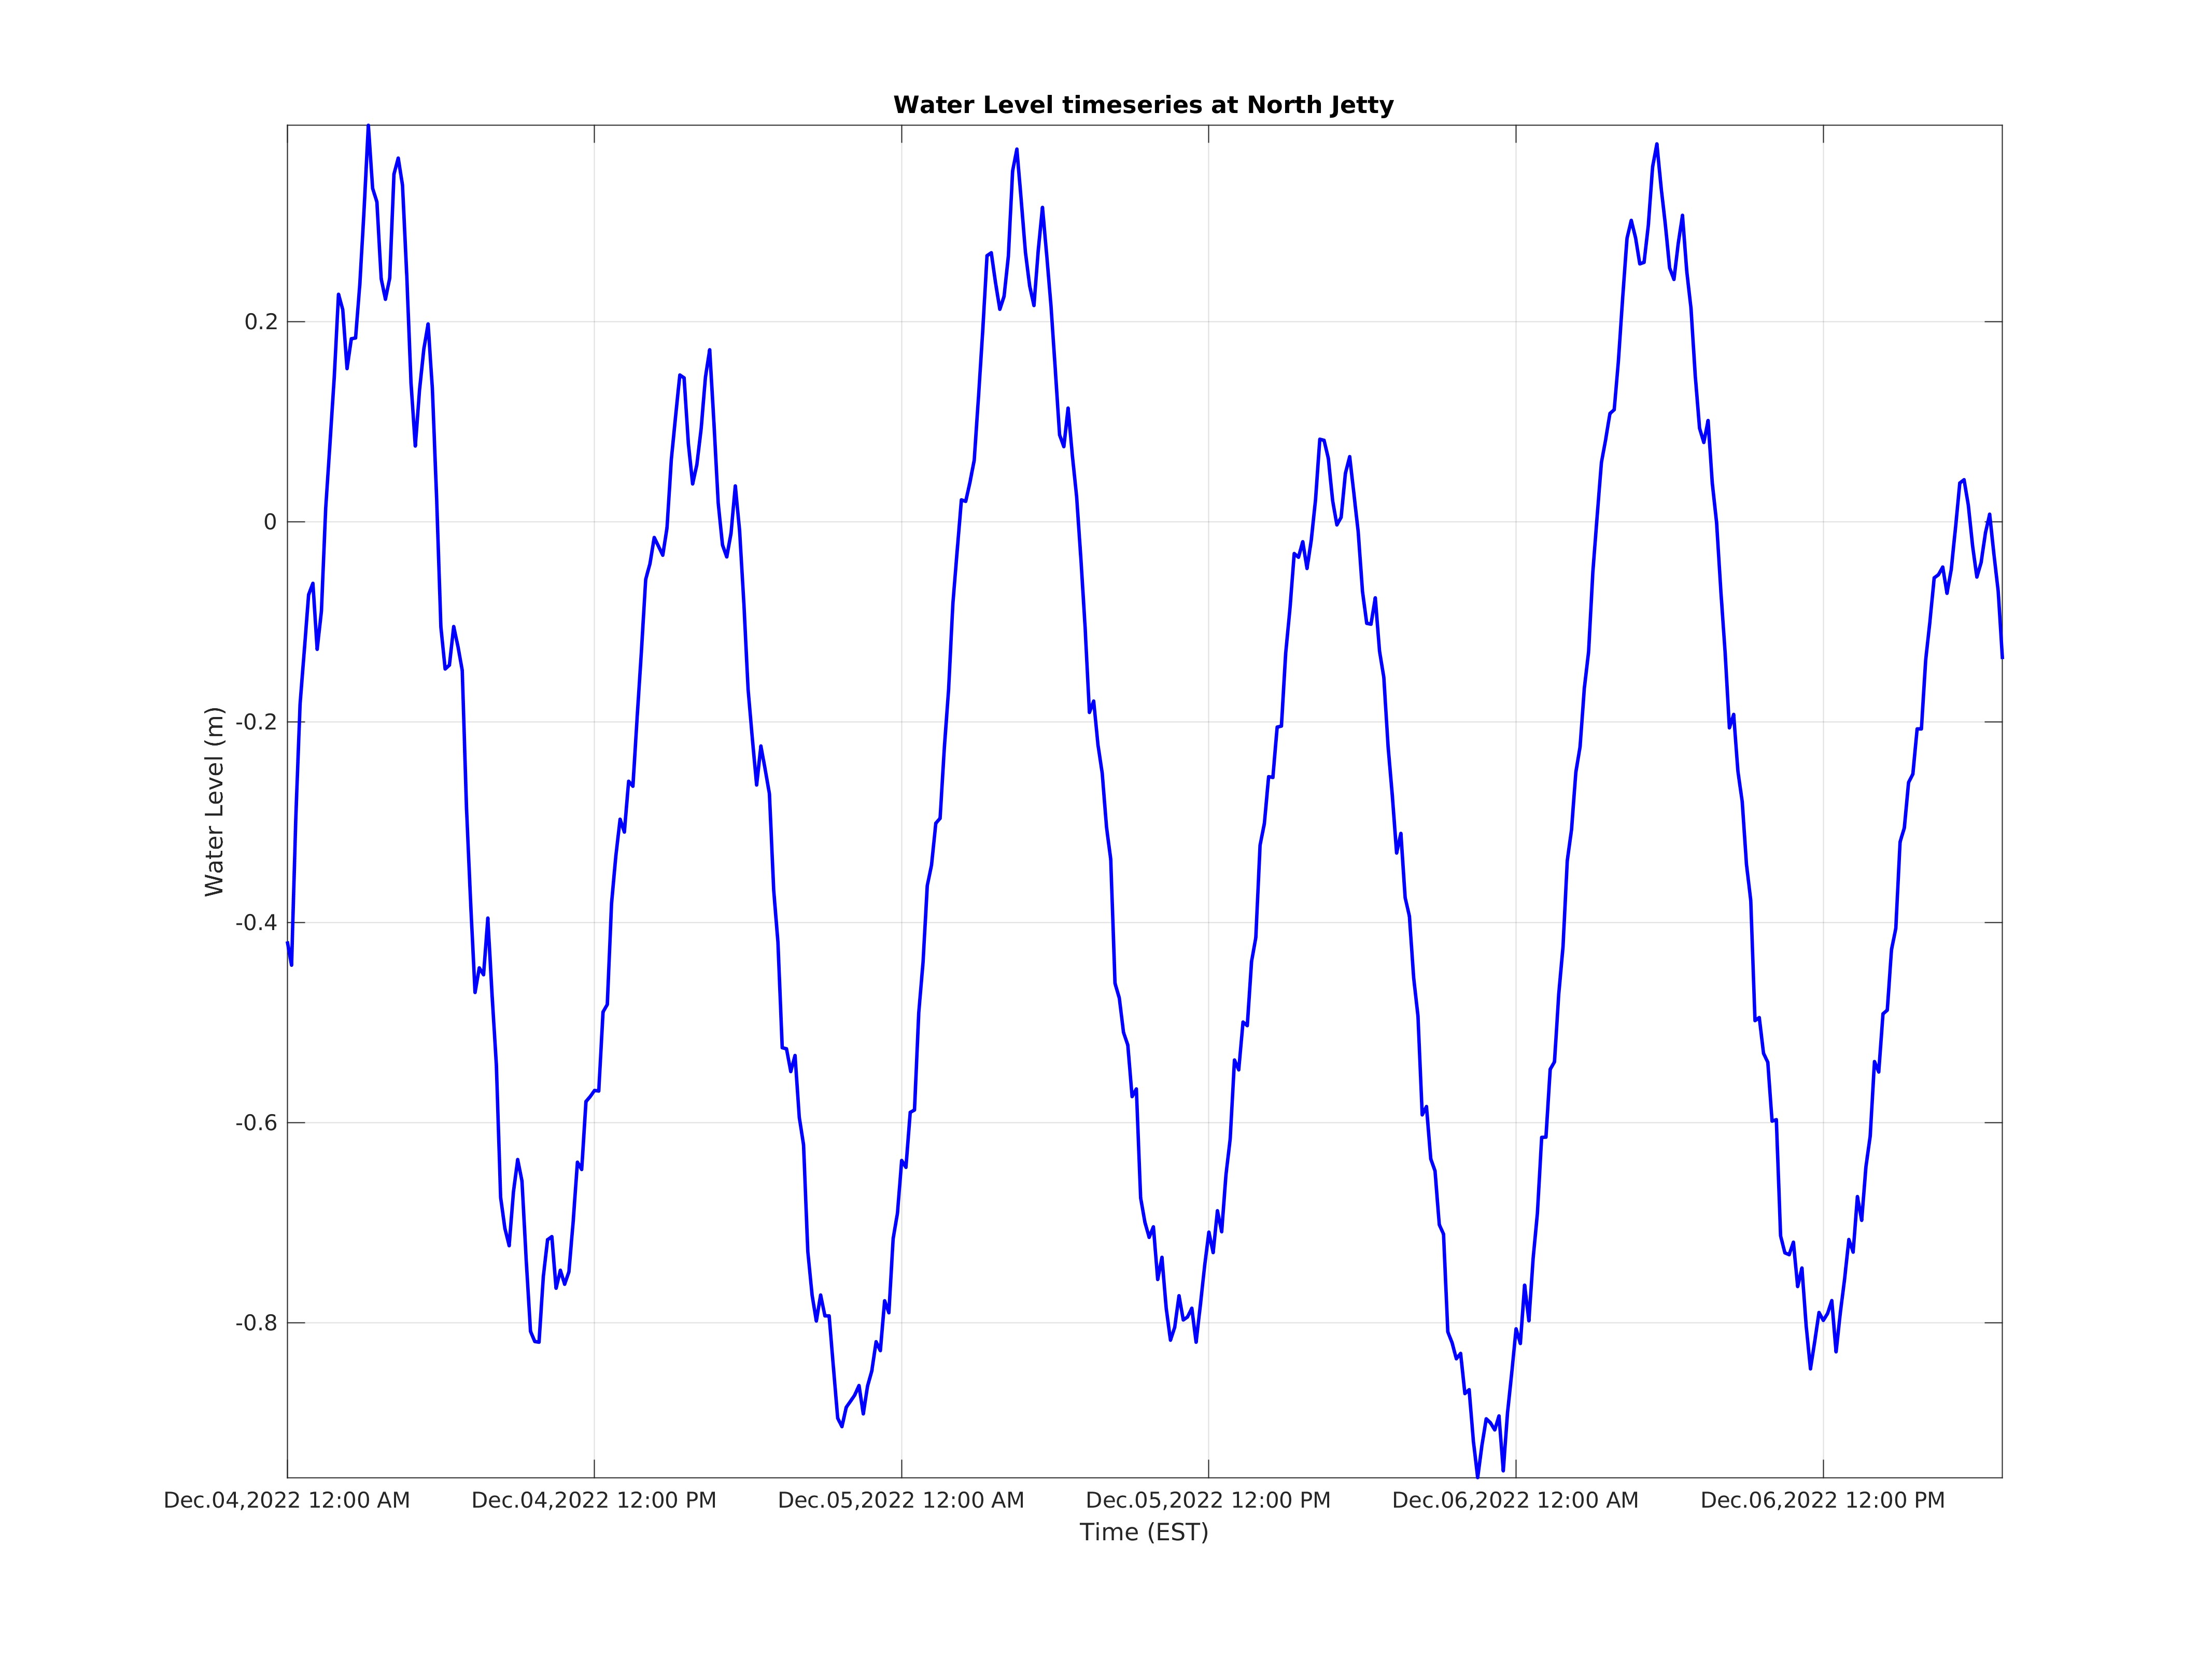 Water Level timeseries at North Jetty
0.2
0
-0.2
-0.4
-0.6
-0.8
Water Level (m)
Dec.04,2022 12:00 AM Dec.04,2022 12:00 PM Dec.05,2022 12:00 AM Dec.05,2022 12:00 PM Dec.06,2022 12:00 AM Dec.06,2022 12:00 PM
Time (EST)